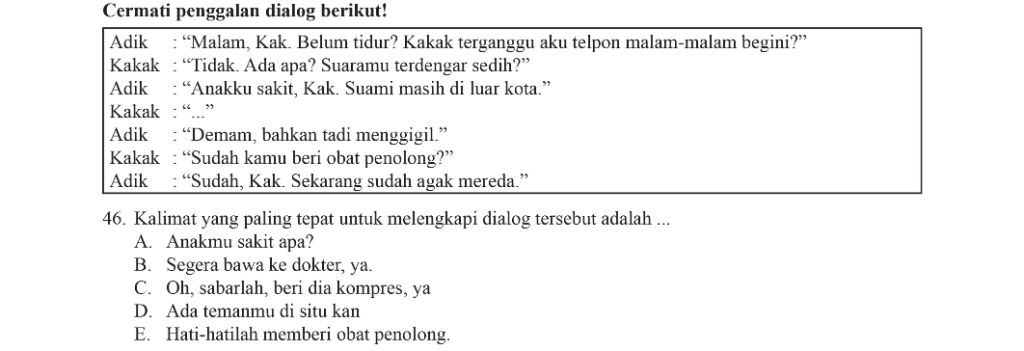 Cermati penggalan dialog berikut!
Adik : “Malam, Kak. Belum tidur? Kakak terganggu aku telpon malam-malam begini?”
Kakak : “Tidak. Ada apa? Suaramu terdengar sedih?”
Adik : “Anakku sakit, Kak. Suami masih di luar kota.”
Kakak : “...”
Adik : “Demam, bahkan tadi menggigil.”
Kakak : “Sudah kamu beri obat penolong?”
Adik : “Sudah, Kak. Sekarang sudah agak mereda.”
46. Kalimat yang paling tepat untuk melengkapi dialog tersebut adalah ...
A. Anakmu sakit apa?
B. Segera bawa ke dokter, ya.
C. Oh, sabarlah, beri dia kompres, ya
D. Ada temanmu di situ kan
E. Hati-hatilah memberi obat penolong.